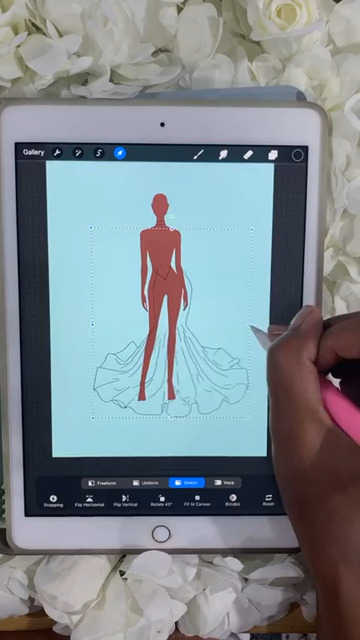 Gallery
Freeform Uniform Distort Warp
Snapping Flip Horizontal Flip Vertical Rotate 45° Fit to Canvas Bicubic Reset